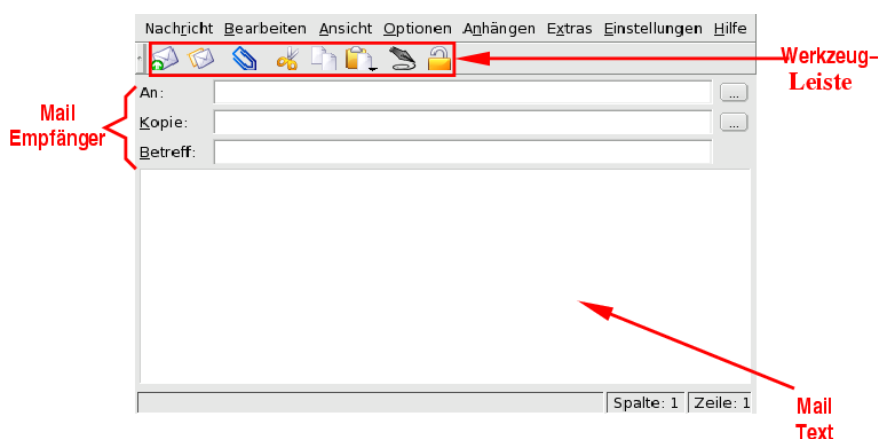 Nachricht Bearbeiten Ansicht Optionen Anhängen Extras Einstellungen Hilfe
Werkzeug-
Leiste
An:
...
Mail
Empfänger
Kopie:
...
Betreff:
Spalte: 1 Zeile: 1
Mail
Text